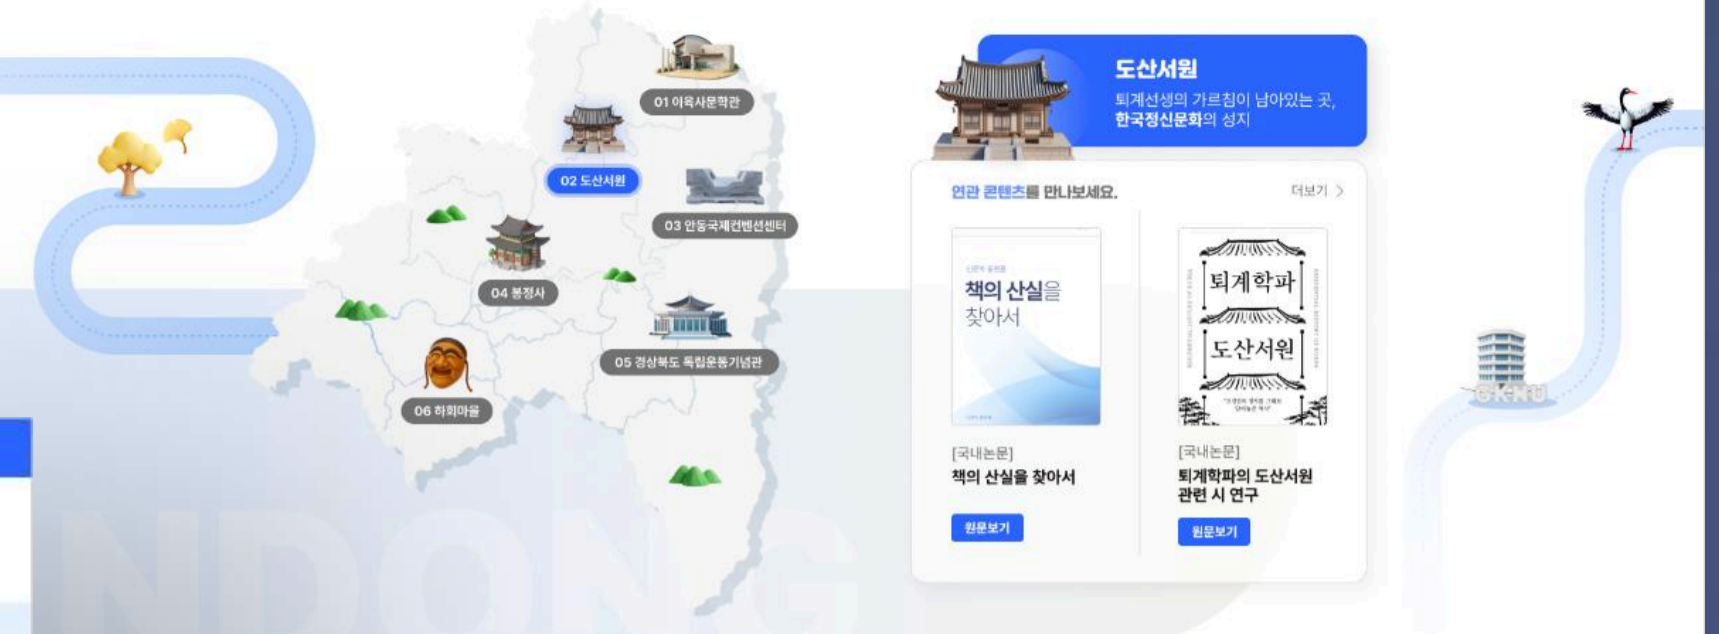 01 이육사문학관
02 도산서원
03 안동국제컨벤션센터
04 봉정사
05 경상북도 독립운동기념관
06 하회마을
NDONG
도산서원
퇴계선생의 가르침이 남아있는 곳,
한국정신문화의 성지
연관 콘텐츠를 만나보세요.
더보기 >
책의 산실을
찾아서
[국내논문]
책의 산실을 찾아서
원문보기
퇴계학파
도산서원
[국내논문]
퇴계학파의 도산서원
관련 시 연구
원문보기
GKNU